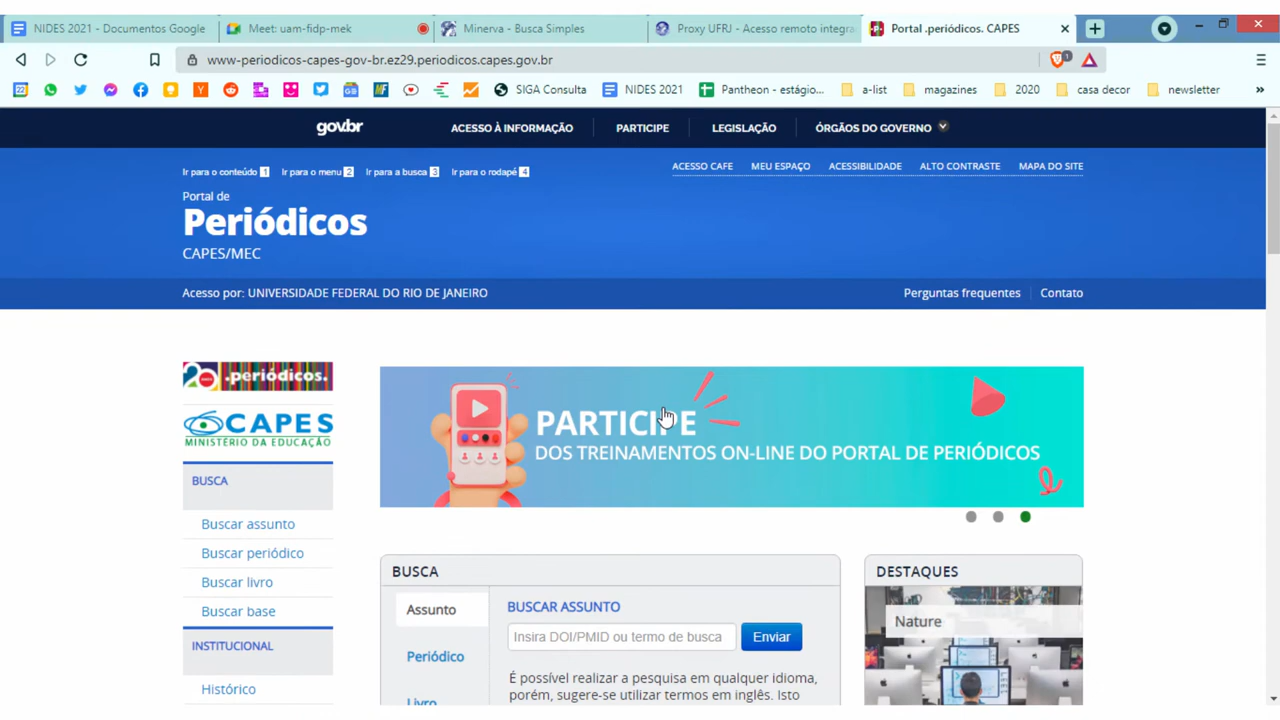 NIDES 2021 - Documentos Google
Meet: uam-fidp-mek
Minerva - Busca Simples
Proxy UFRJ - Acesso remoto integra
Portal .periódicos. CAPES
www-periodicos-capes-gov-br.ez29.periodicos.capes.gov.br
SIGA Consulta
NIDES 2021
Pantheon - estágio...
a-list
magazines
2020
casa decor
newsletter
gov.br
ACESSO À INFORMAÇÃO
PARTICIPE
LEGISLAÇÃO
ÓRGÃOS DO GOVERNO
Ir para o conteúdo 1
Ir para o menu 2
Ir para a busca 3
Ir para o rodapé 4
ACESSO CAFE
MEU ESPAÇO
ACESSIBILIDADE
ALTO CONTRASTE
MAPA DO SITE
Portal de
Periódicos
CAPES/MEC
Acesso por: UNIVERSIDADE FEDERAL DO RIO DE JANEIRO
Perguntas frequentes
Contato
.periódicos.
CAPES
MINISTÉRIO DA EDUCAÇÃO
PARTICIPE
DOS TREINAMENTOS ON-LINE DO PORTAL DE PERIÓDICOS
BUSCA
Buscar assunto
Buscar periódico
Buscar livro
Buscar base
INSTITUCIONAL
Histórico
BUSCA
Assunto
Periódico
Livro
BUSCAR ASSUNTO
Insira DOI/PMID ou termo de busca
Enviar
É possível realizar a pesquisa em qualquer idioma,
porém, sugere-se utilizar termos em inglês. Isto
DESTAQUES
Nature